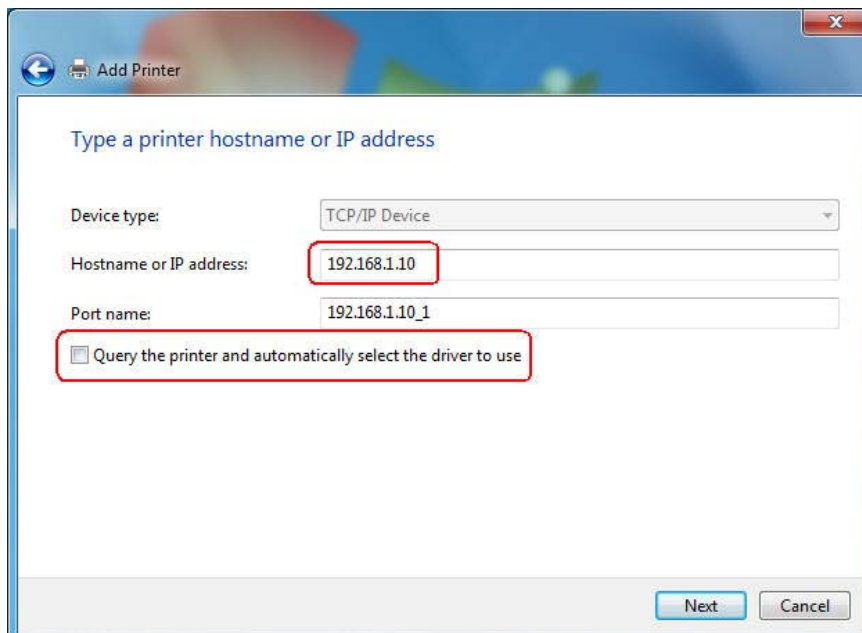 Add Printer
Type a printer hostname or IP address
Device type: TCP/IP Device
Hostname or IP address: 192.168.1.10
Port name: 192.168.1.10_1
Query the printer and automatically select the driver to use
Next Cancel